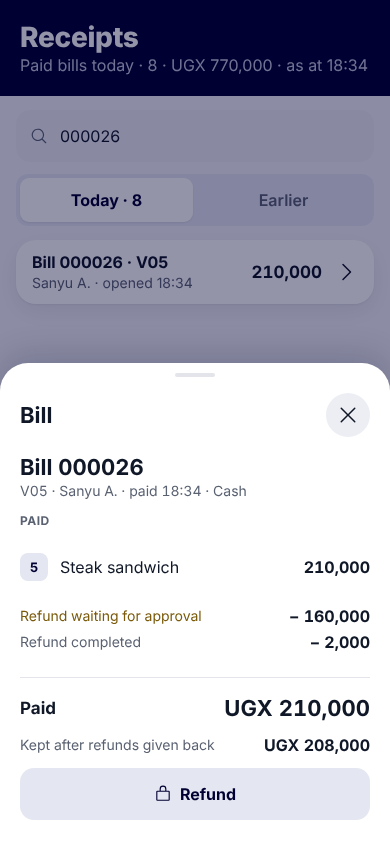 Receipts
Paid bills today · 8 · UGX 770,000 · as at 18:34
000026
Today · 8
Earlier
Bill 000026 · V05
Sanyu A. · opened 18:34
210,000
Bill
Bill 000026
V05 · Sanyu A. · paid 18:34 · Cash
PAID
5 Steak sandwich 210,000
Refund waiting for approval − 160,000
Refund completed − 2,000
Paid UGX 210,000
Kept after refunds given back UGX 208,000
Refund